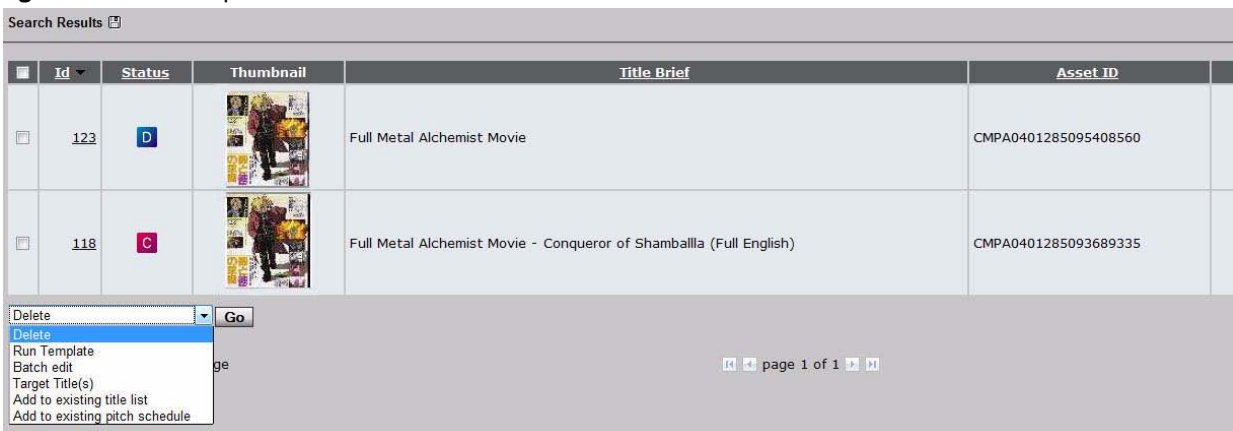 Search Results
Id Status Thumbnail Title Brief Asset ID
123 D Full Metal Alchemist Movie CMPA0401285095408560
118 C Full Metal Alchemist Movie - Conqueror of Shamballla (Full English) CMPA0401285093689335
Delete Go
Delete
Run Template
Batch edit
Target Title(s)
Add to existing title list
Add to existing pitch schedule
ge
page 1 of 1